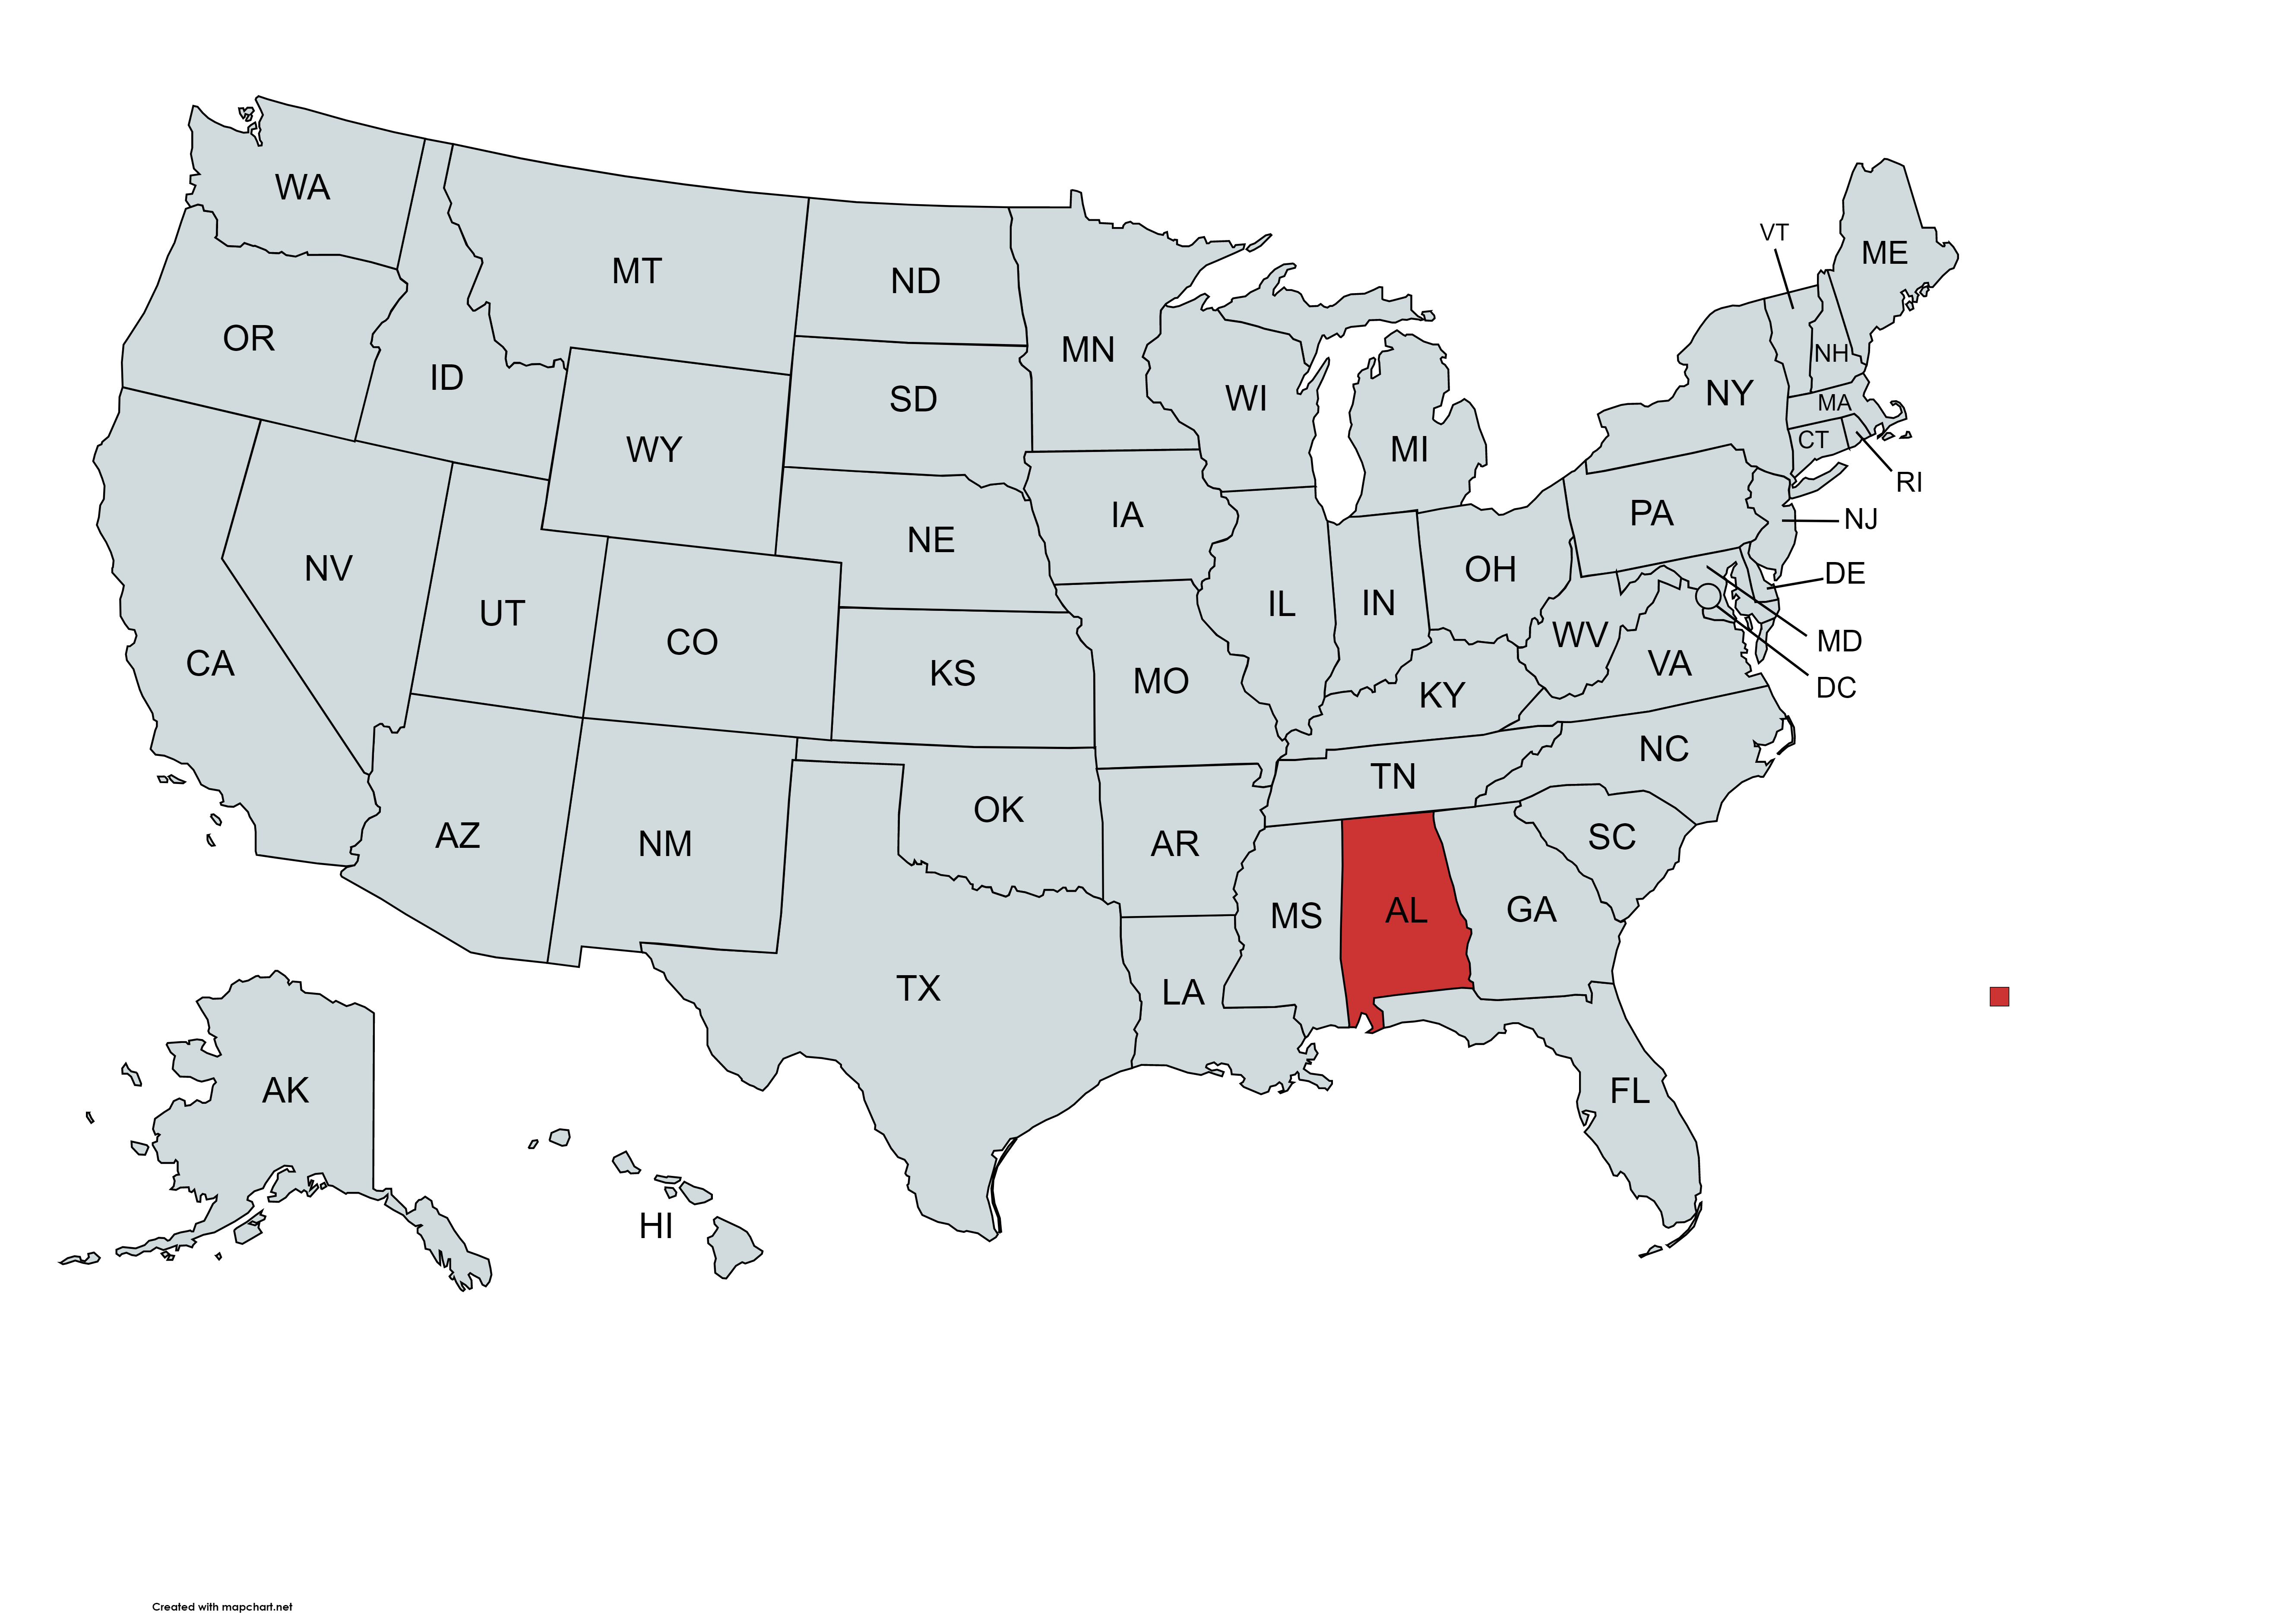 WA
VT
ME
MT
ND
OR
MN
NH
ID
NY
SD
WI
MA
CT
WY
MI
RI
PA
IA
NJ
NE
NV
OH
DE
UT
IL
IN
CO
WV
MD
CA
VA
KS
MO
DC
KY
NC
TN
OK
AZ
NM
AR
SC
MS
AL
GA
TX
LA
AK
FL
HI
Created with mapchart.net